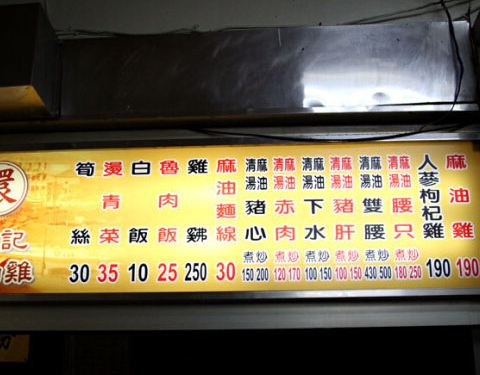 麻油雞 190
人蔘枸杞雞 190
清湯 麻油 腰只 煮炒 180 250
清湯 麻油 雙腰 煮炒 430 500
清湯 麻油 豬肝 煮炒 100 150
清湯 麻油 下水 煮炒 100 100
清湯 麻油 赤肉 煮炒 120 170
清湯 麻油 豬心 煮炒 150 200
麻油麵線 30
雞 250
魯肉飯 25
白飯 10
燙青菜 35
筍絲 30
環
記
雞